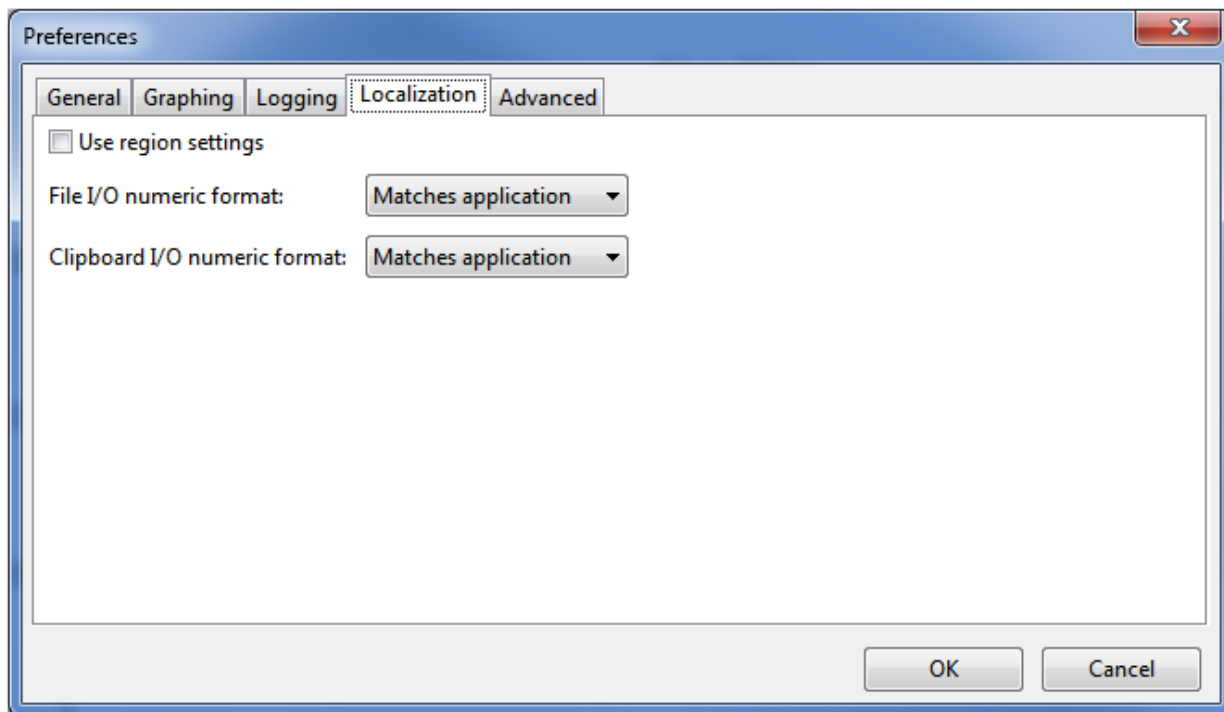 Preferences
General Graphing Logging Localization Advanced
Use region settings
File I/O numeric format: Matches application
Clipboard I/O numeric format: Matches application
OK Cancel